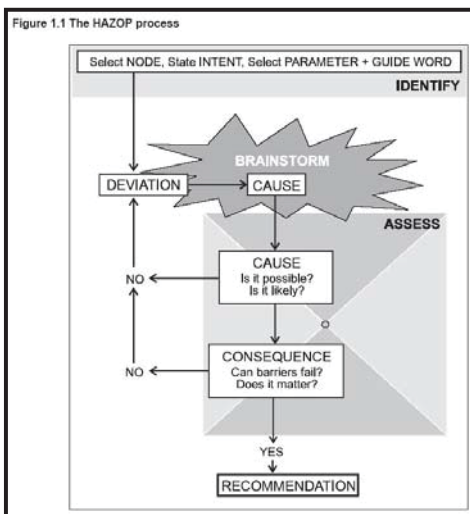 Figure 1.1 The HAZOP process
Select NODE, State INTENT, Select PARAMETER + GUIDE WORD
IDENTIFY
BRAINSTORM
DEVIATION
CAUSE
ASSESS
CAUSE
Is it possible?
Is it likely?
NO
CONSEQUENCE
Can barriers fail?
Does it matter?
NO
YES
RECOMMENDATION